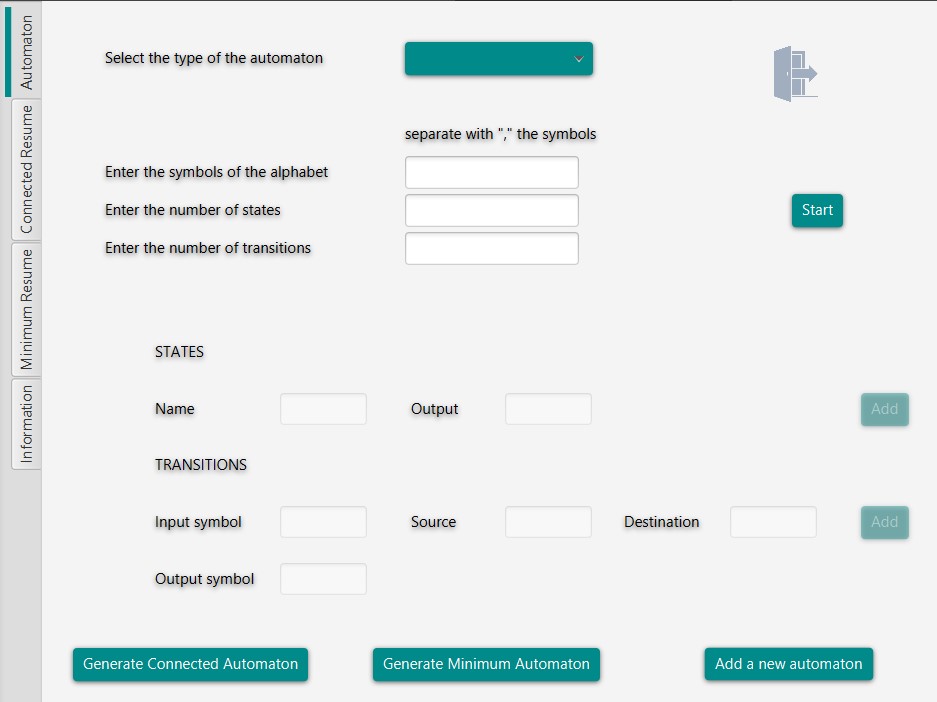 Automaton
Connected Resume
Minimum Resume
Information
Select the type of the automaton
separate with "," the symbols
Enter the symbols of the alphabet
Enter the number of states
Start
Enter the number of transitions
STATES
Name
Output
Add
TRANSITIONS
Input symbol
Source
Destination
Add
Output symbol
Generate Connected Automaton
Generate Minimum Automaton
Add a new automaton